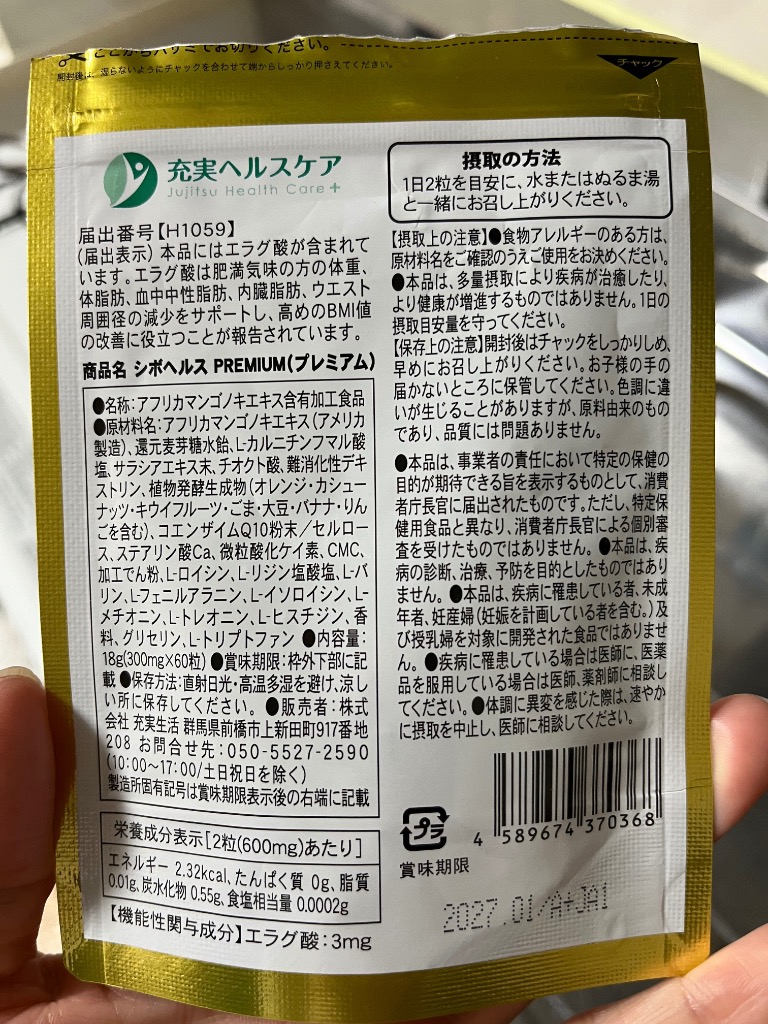 ここからハサミでお切りください。
開封後は、湿らないようにチャックを合わせて端からしっかり押さえてください。
チャック
充実ヘルスケア
Jujitsu Health Care+
届出番号【H1059】
(届出表示)本品にはエラグ酸が含まれて
います。エラグ酸は肥満気味の方の体重、
体脂肪、血中中性脂肪、内臓脂肪、ウエスト
周囲径の減少をサポートし、高めのBMI値
の改善に役立つことが報告されています。
商品名 シボヘルス PREMIUM(プレミアム)
●名称:アフリカマンゴノキエキス含有加工食品
●原材料名:アフリカマンゴノキエキス(アメリカ
製造)、還元麦芽糖水飴、L-カルニチンフマル酸
塩、サラシアエキス末、チオクト酸、難消化性デキ
ストリン、植物発酵生成物(オレンジ・カシュー
ナッツ・キウイフルーツ・ごま・大豆・バナナ・りん
ごを含む)、コエンザイムQ10粉末/セルロー
ス、ステアリン酸Ca、微粒酸化ケイ素、CMC、
加工でん粉、L-ロイシン、L-リジン塩酸塩、L-バ
リン、L-フェニルアラニン、L-イソロイシン、L-
メチオニン、L-トレオニン、L-ヒスチジン、香
料、グリセリン、L-トリプトファン ●内容量:
18g(300mg×60粒) ●賞味期限:枠外下部に記
載 ●保存方法:直射日光・高温多湿を避け、涼し
い所に保存してください。 ●販売者:株式
会社 充実生活 群馬県前橋市上新田町917番地
208 お問合せ先:050-5527-2590
(10:00〜17:00/土日祝日を除く)
製造所固有記号は賞味期限表示後の右端に記載
栄養成分表示[2粒(600mg)あたり]
エネルギー 2.32kcal、たんぱく質 0g、脂質
0.01g、炭水化物 0.55g、食塩相当量 0.0002g
【機能性関与成分】エラグ酸:3mg
摂取の方法
1日2粒を目安に、水またはぬるま湯
と一緒にお召し上がりください。
【摂取上の注意】●食物アレルギーのある方は、
原材料名をご確認のうえご使用をお決めください。
●本品は、多量摂取により疾病が治癒したり、
より健康が増進するものではありません。1日の
摂取目安量を守ってください。
【保存上の注意】開封後はチャックをしっかりしめ、
早めにお召し上がりください。お子様の手の
届かないところに保管してください。色調に違
いが生じることがありますが、原料由来のもの
であり、品質には問題ありません。
●本品は、事業者の責任において特定の保健の
目的が期待できる旨を表示するものとして、消費
者庁長官に届出されたものです。ただし、特定保
健用食品と異なり、消費者庁長官による個別審
査を受けたものではありません。●本品は、疾
病の診断、治療、予防を目的としたものではあり
ません。●本品は、疾病に罹患している者、未成
年者、妊産婦(妊娠を計画している者を含む。)及
び授乳婦を対象に開発された食品ではありませ
ん。●疾病に罹患している場合は医師に、医薬
品を服用している場合は医師、薬剤師に相談し
てください。●体調に異変を感じた際は、速やか
に摂取を中止し、医師に相談してください。
プラ
4 589674 370368
賞味期限
2027.01/A+JA1